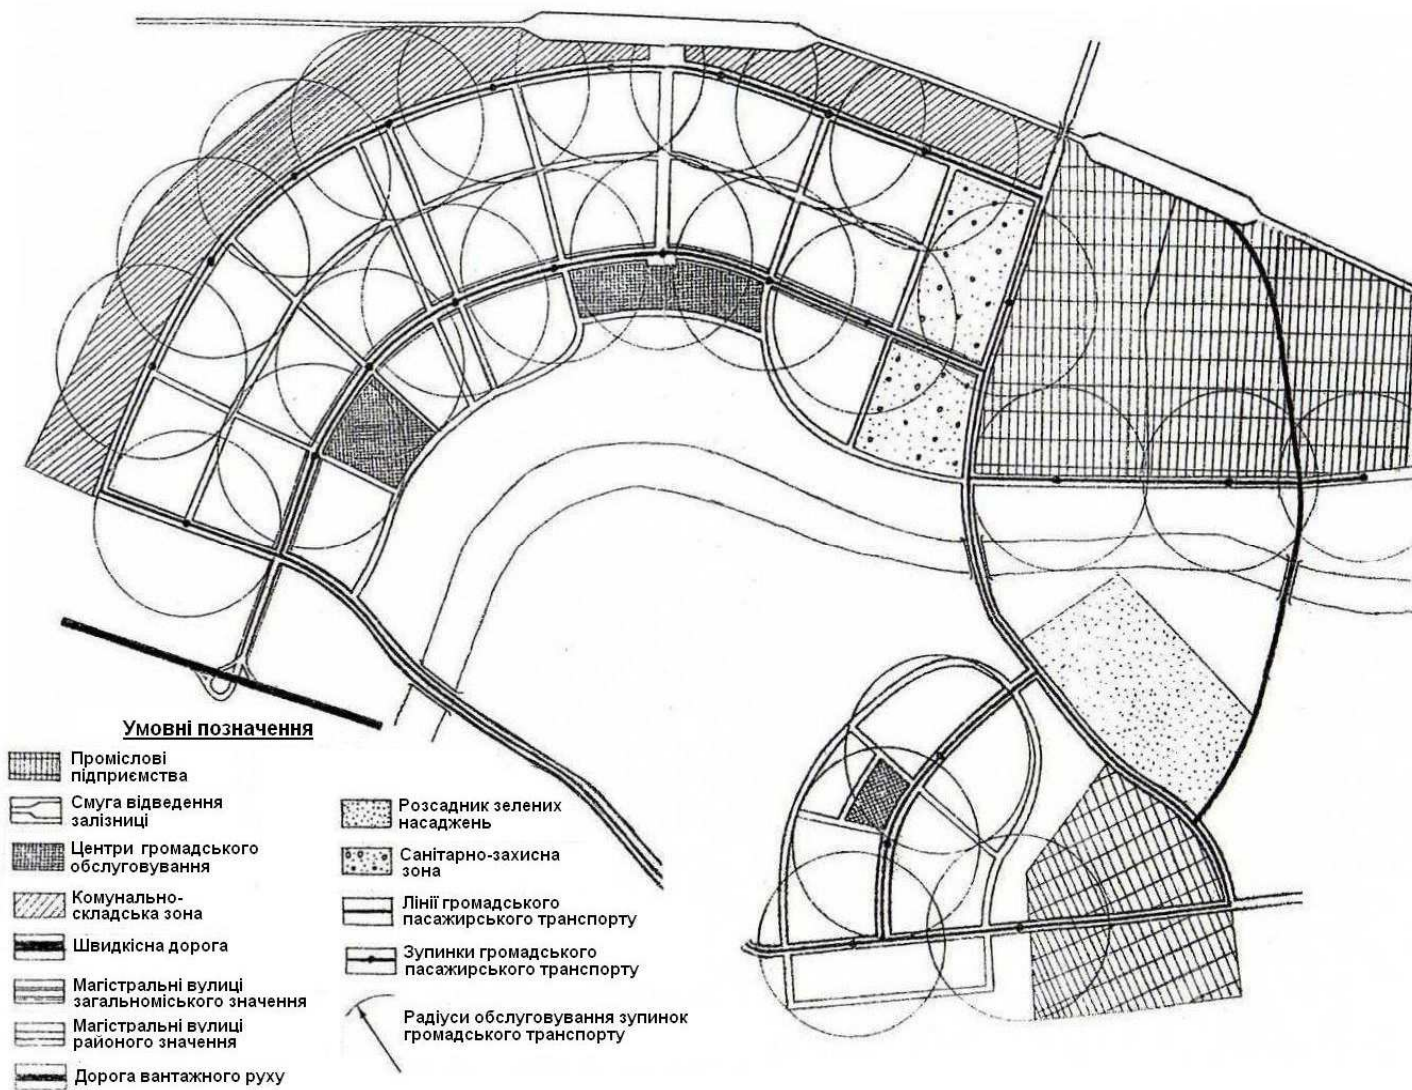 Умовні позначення
Промислові
підприємства
Смуга відведення
залізниці
Центри громадського
обслуговування
Комунально-
складська зона
Швидкісна дорога
Магістральні вулиці
загальноміського значення
Магістральні вулиці
районого значення
Дорога вантажного руху
Розсадник зелених
насаджень
Санітарно-захисна
зона
Лінії громадського
пасажирського транспорту
Зупинки громадського
пасажирського транспорту
Радіуси обслуговування зупинок
громадського транспорту